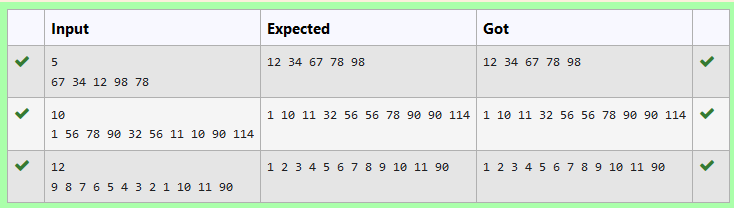 Input Expected Got
5 12 34 67 78 98 12 34 67 78 98
67 34 12 98 78
10 1 10 11 32 56 56 78 90 90 114 1 10 11 32 56 56 78 90 90 114
1 56 78 90 32 56 11 10 90 114
12 1 2 3 4 5 6 7 8 9 10 11 90 1 2 3 4 5 6 7 8 9 10 11 90
9 8 7 6 5 4 3 2 1 10 11 90